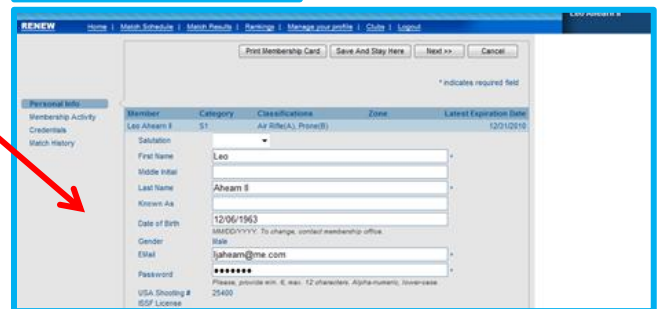 Leo Ahearn II
RENEW Home | Match Schedule | Match Results | Rankings | Manage your profile | Clubs | Logout
Print Membership Card Save And Stay Here Next >> Cancel
* indicates required field
Personal Info
Membership Activity
Credentials
Match History
Member Category Classifications Zone Latest Expiration Date
Leo Ahearn II S1 Air Rifle(A), Prone(B) 12/31/2010
Salutation
First Name Leo *
Middle Initial
Last Name Ahearn II *
Known As
Date of Birth 12/06/1963
MM/DD/YYYY. To change, contact membership office.
Gender Male
EMail ljahearn@me.com *
Password ●●●●●●● *
Please, provide min. 6, max. 12 characters. Alpha-numeric, lower-case.
USA Shooting # 25400
ISSF License